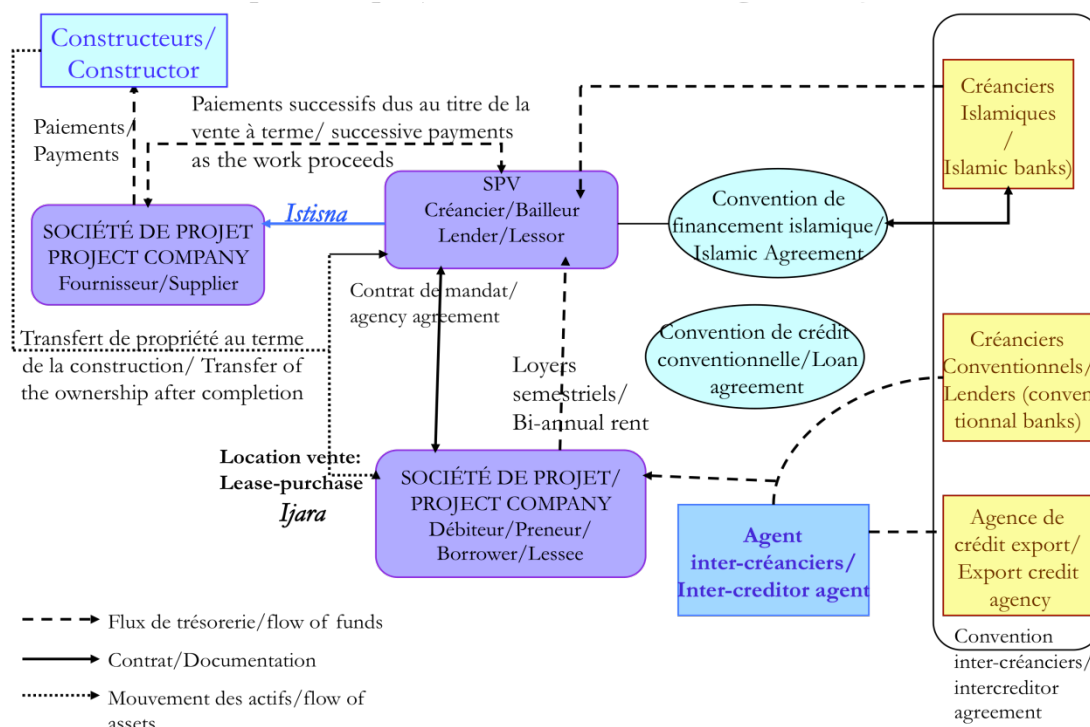 Constructeurs/
Constructor
Paiements/
Payments
Paiements successifs dus au titre de la
vente à terme/ successive payments
as the work proceeds
Créanciers
Islamiques
/
Islamic banks)
SOCIÉTÉ DE PROJET
PROJECT COMPANY
Fournisseur/Supplier
Istisna
SPV
Créancier/Bailleur
Lender/Lessor
Convention de
financement islamique/
Islamic Agreement
Contrat de mandat/
agency agreement
Transfert de propriété au terme
de la construction/ Transfer of
the ownership after completion
Convention de crédit
conventionnelle/Loan
agreement
Créanciers
Conventionnels/
Lenders (conven
tionnal banks)
Loyers
semestriels/
Bi-annual rent
Location vente:
Lease-purchase
Ijara
SOCIÉTÉ DE PROJET/
PROJECT COMPANY
Débiteur/Preneur/
Borrower/Lessee
Agent
inter-créanciers/
Inter-creditor agent
Agence de
crédit export/
Export credit
agency
Convention
inter-créanciers/
intercreditor
agreement
Flux de trésorerie/flow of funds
Contrat/Documentation
Mouvement des actifs/flow of
assets